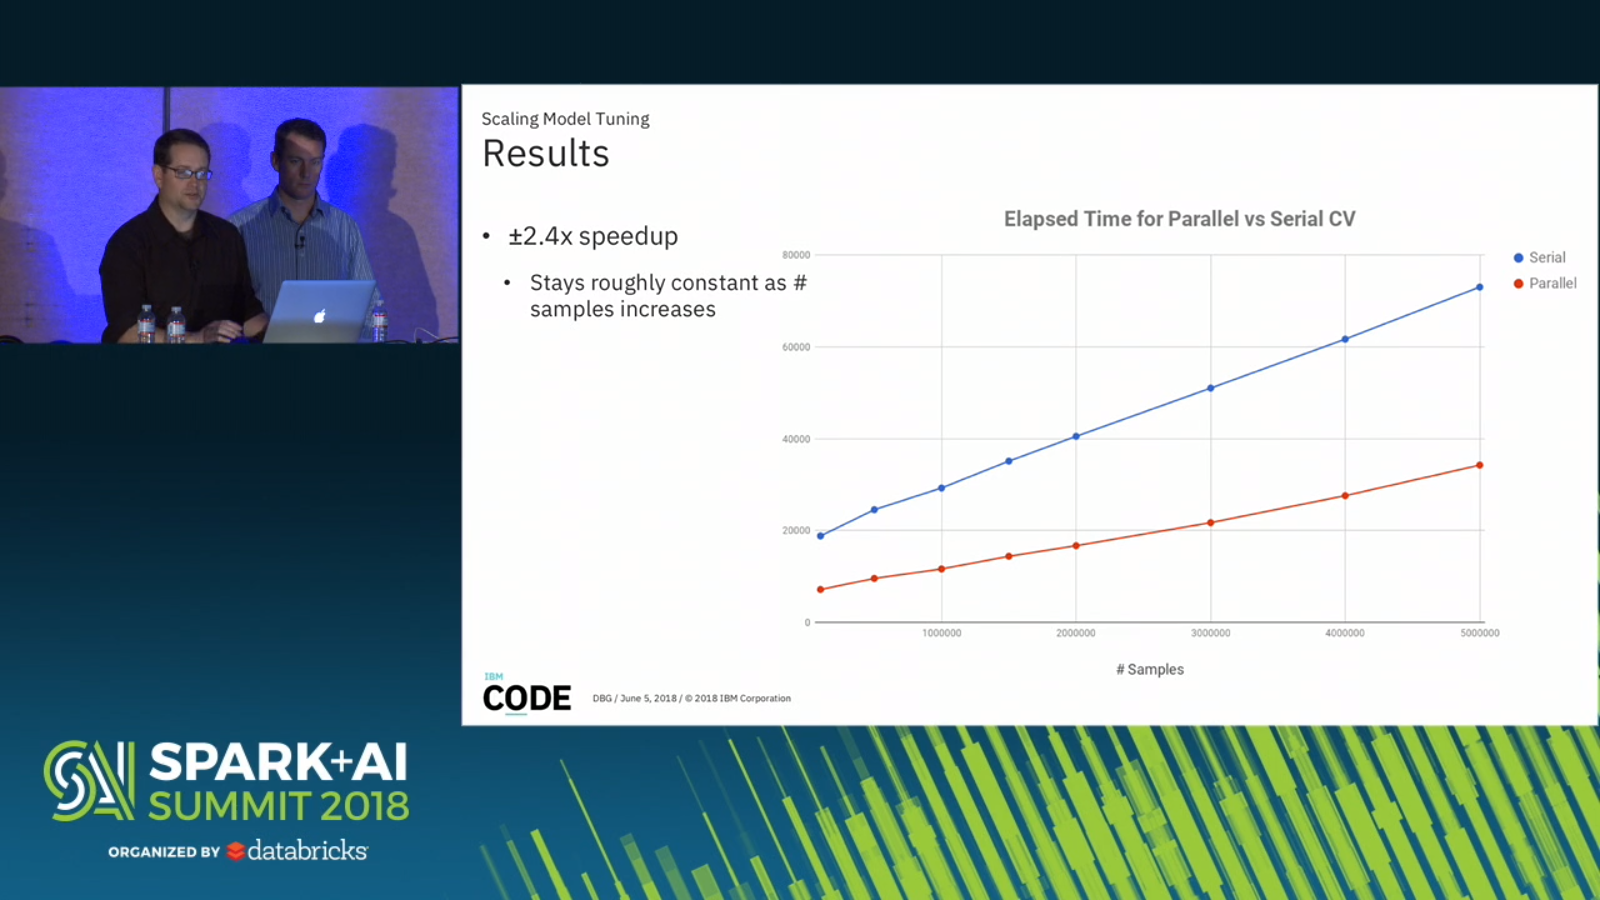 Scaling Model Tuning
Results
• ±2.4x speedup
• Stays roughly constant as #
samples increases
Elapsed Time for Parallel vs Serial CV
80000
60000
40000
20000
0
1000000 2000000 3000000 4000000 5000000
# Samples
Serial
Parallel
IBM
CODE
DBG / June 5, 2018 / © 2018 IBM Corporation
SAI
SPARK+AI
SUMMIT 2018
ORGANIZED BY databricks